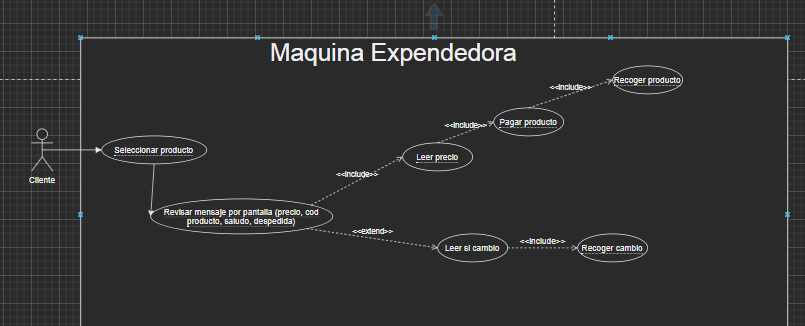 Maquina Expendedora
Recoger producto
<<include>>
Pagar producto
<<include>>
Seleccionar producto
Leer precio
<<include>>
Cliente
Revisar mensaje por pantalla (precio, cod
producto, saludo, despedida)
<<extend>>
Leer si cambio
<<include>>
Recoger cambio